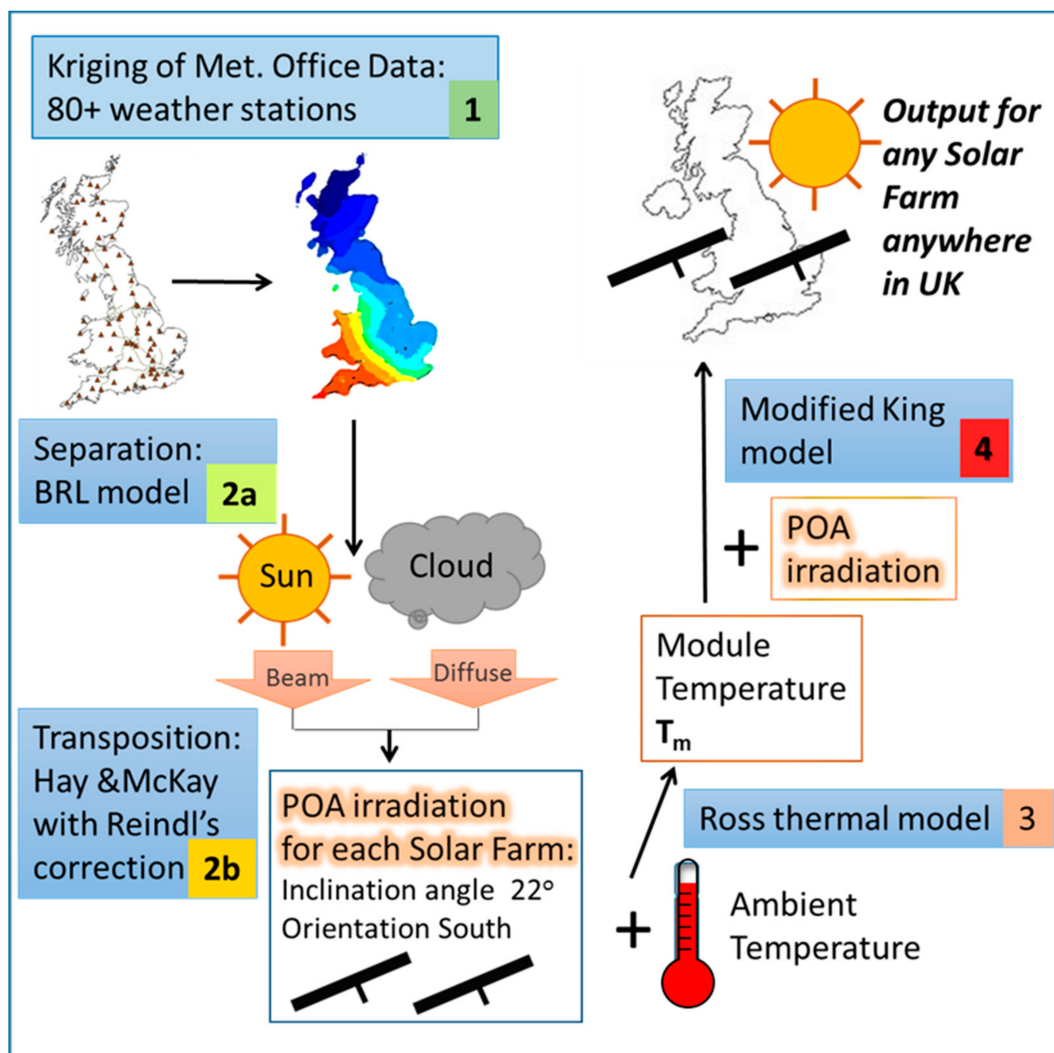 Kriging of Met. Office Data:
80+ weather stations
1
Separation:
BRL model
2a
Sun
Cloud
Beam
Diffuse
Transposition:
Hay &McKay
with Reindl's
correction
2b
POA irradiation
for each Solar Farm:
Inclination angle 22°
Orientation South
+
Ambient
Temperature
Ross thermal model
3
Module
Temperature
Tₘ
+
POA
irradiation
Modified King
model
4
Output for
any Solar
Farm
anywhere
in UK